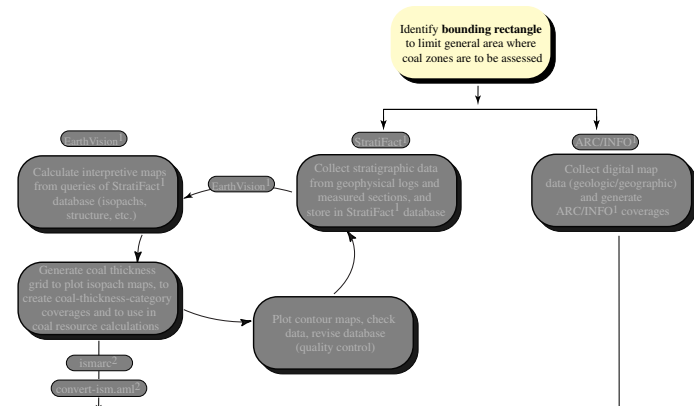 Identify bounding rectangle
to limit general area where
coal zones are to be assessed
EarthVision1
StratiFact1
ARC/INFO1
Calculate interpretive maps
from queries of StratiFact1
database (isopachs,
structure, etc.)
EarthVision1
Collect stratigraphic data
from geophysical logs and
measured sections, and
store in StratiFact1 database
Collect digital map
data (geologic/geographic)
and generate
ARC/INFO1 coverages
Generate coal thickness
grid to plot isopach maps, to
create coal-thickness-category
coverages and to use in
coal resource calculations
Plot contour maps, check
data, revise database
(quality control)
ismarc2
convert-ism.aml2